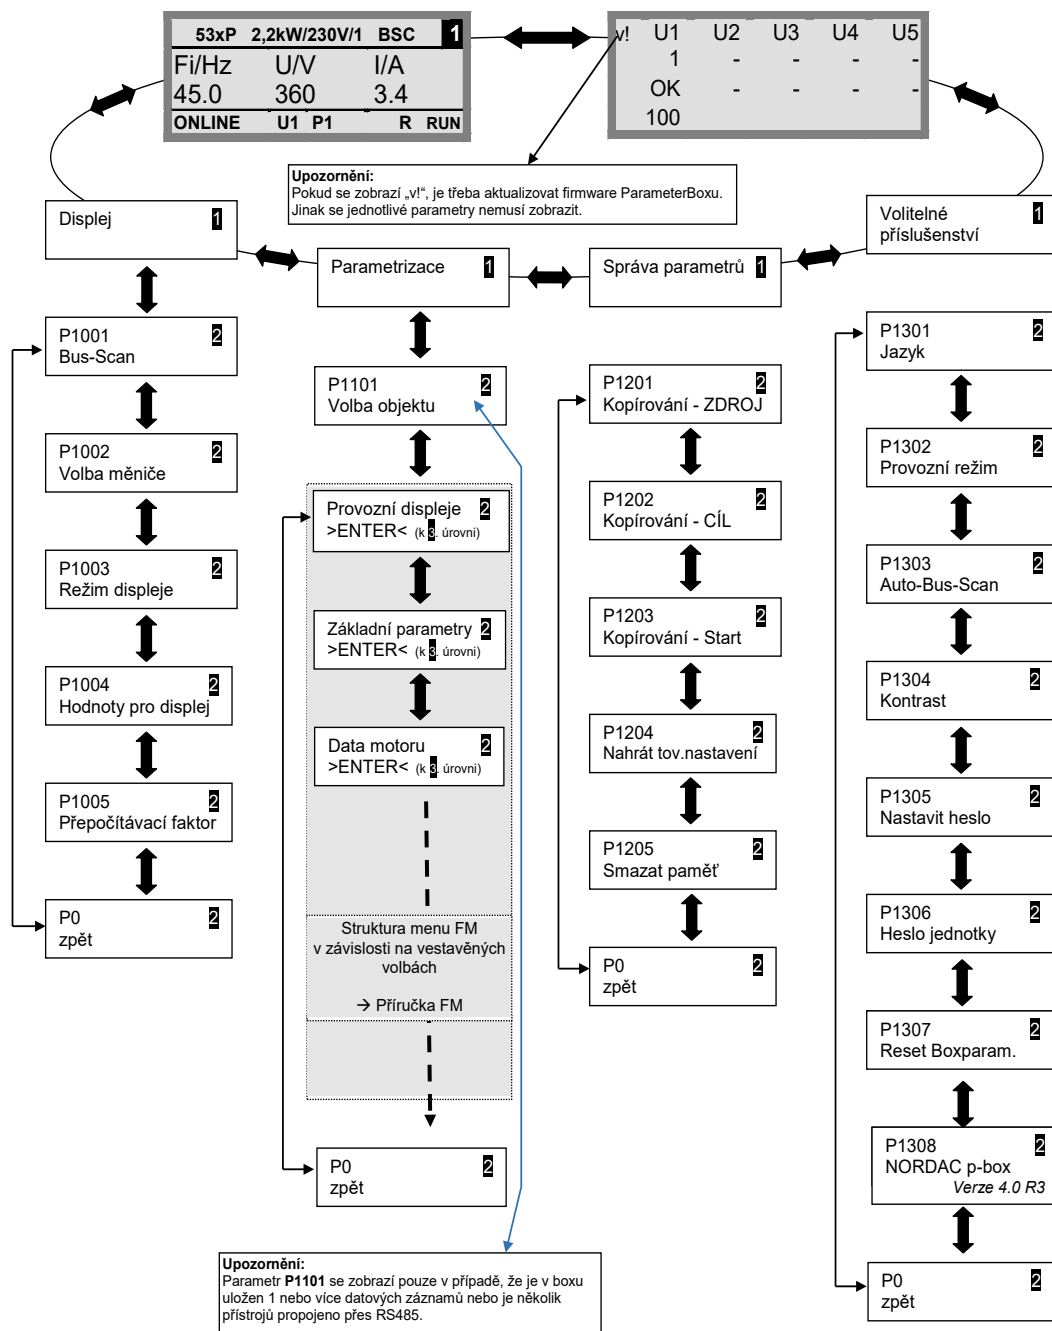 53xP 2,2kW/230V/1 BSC 1
Fi/Hz U/V I/A
45.0 360 3.4
ONLINE U1 P1 R RUN
v! U1 U2 U3 U4 U5
1 - - - -
OK - - - -
100
Upozornění:
Pokud se zobrazí „v!“, je třeba aktualizovat firmware ParameterBoxu.
Jinak se jednotlivé parametry nemusí zobrazit.
Displej 1
Parametrizace 1
Správa parametrů 1
Volitelné 1
příslušenství
P1001 2
Bus-Scan
P1002 2
Volba měniče
P1003 2
Režim displeje
P1004 2
Hodnoty pro displej
P1005 2
Přepočítávací faktor
P0 2
zpět
P1101 2
Volba objektu
Provozní displeje 2
>ENTER< (k 3. úrovni)
Základní parametry 2
>ENTER< (k 3. úrovni)
Data motoru 2
>ENTER< (k 3. úrovni)
Struktura menu FM
v závislosti na vestavěných
volbách
→ Příručka FM
P0 2
zpět
P1201 2
Kopírování - ZDROJ
P1202 2
Kopírování - CÍL
P1203 2
Kopírování - Start
P1204 2
Nahrát tov.nastavení
P1205 2
Smazat paměť
P0 2
zpět
P1301 2
Jazyk
P1302 2
Provozní režim
P1303 2
Auto-Bus-Scan
P1304 2
Kontrast
P1305 2
Nastavit heslo
P1306 2
Heslo jednotky
P1307 2
Reset Boxparam.
P1308 2
NORDAC p-box
Verze 4.0 R3
P0 2
zpět
Upozornění:
Parametr P1101 se zobrazí pouze v případě, že je v boxu
uložen 1 nebo více datových záznamů nebo je několik
přístrojů propojeno přes RS485.